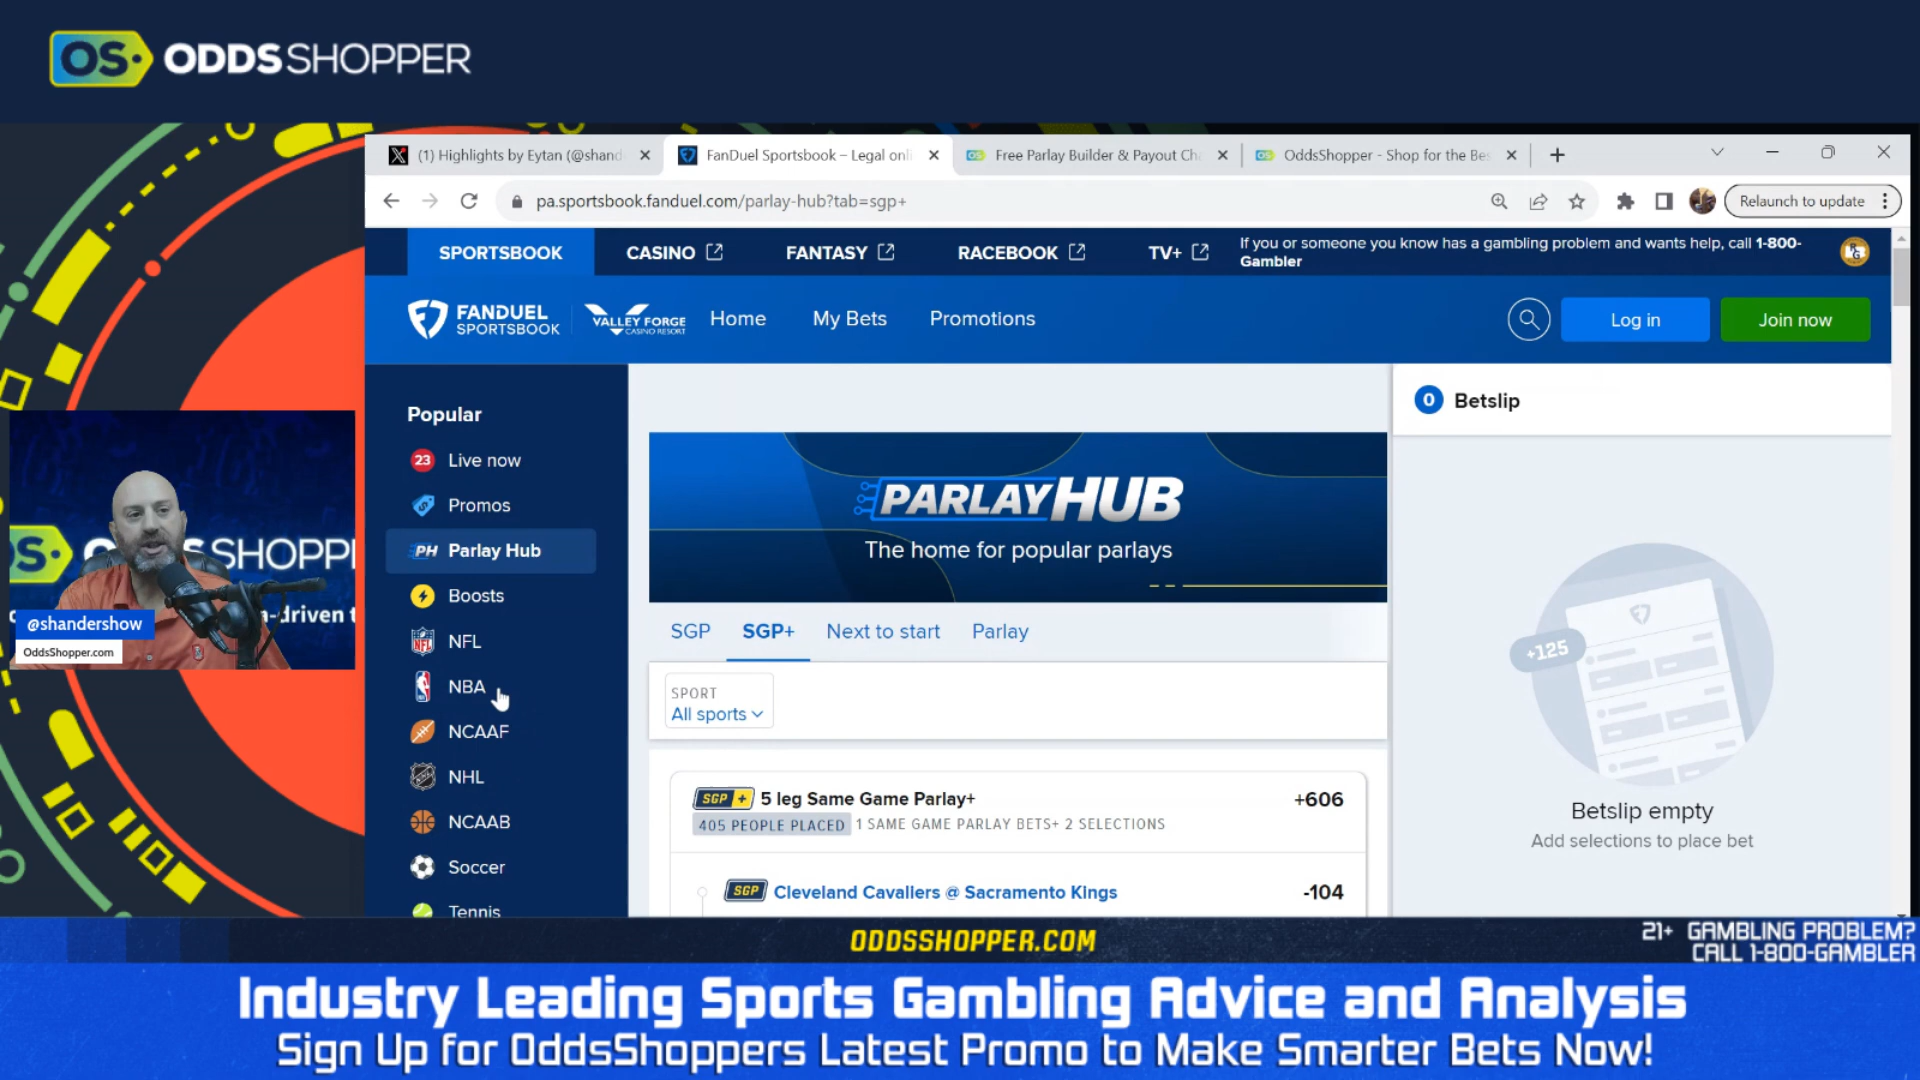 OS. ODDSSHOPPER
(1) Highlights by Eytan (@shand
FanDuel Sportsbook – Legal onli
Free Parlay Builder & Payout Ch
OddsShopper - Shop for the Bes
pa.sportsbook.fanduel.com/parlay-hub?tab=sgp+
Relaunch to update
SPORTSBOOK
CASINO
FANTASY
RACEBOOK
TV+
If you or someone you know has a gambling problem and wants help, call 1-800-
Gambler
RG
FANDUEL
SPORTSBOOK
VALLEY FORGE
CASINO RESORT
Home
My Bets
Promotions
Log in
Join now
Popular
23 Live now
Promos
PH Parlay Hub
Boosts
NFL
NBA
NCAAF
NHL
NCAAB
Soccer
Tennis
PARLAYHUB
The home for popular parlays
SGP
SGP+
Next to start
Parlay
SPORT
All sports
SGP + 5 leg Same Game Parlay+
+606
405 PEOPLE PLACED 1 SAME GAME PARLAY BETS+ 2 SELECTIONS
SGP Cleveland Cavaliers @ Sacramento Kings
-104
0 Betslip
+125
Betslip empty
Add selections to place bet
S. O SSHOPP
-driven t
@shandershow
OddsShopper.com
ODDSSHOPPER.COM
21+ GAMBLING PROBLEM?
CALL 1-800-GAMBLER
Industry Leading Sports Gambling Advice and Analysis
Sign Up for OddsShoppers Latest Promo to Make Smarter Bets Now!